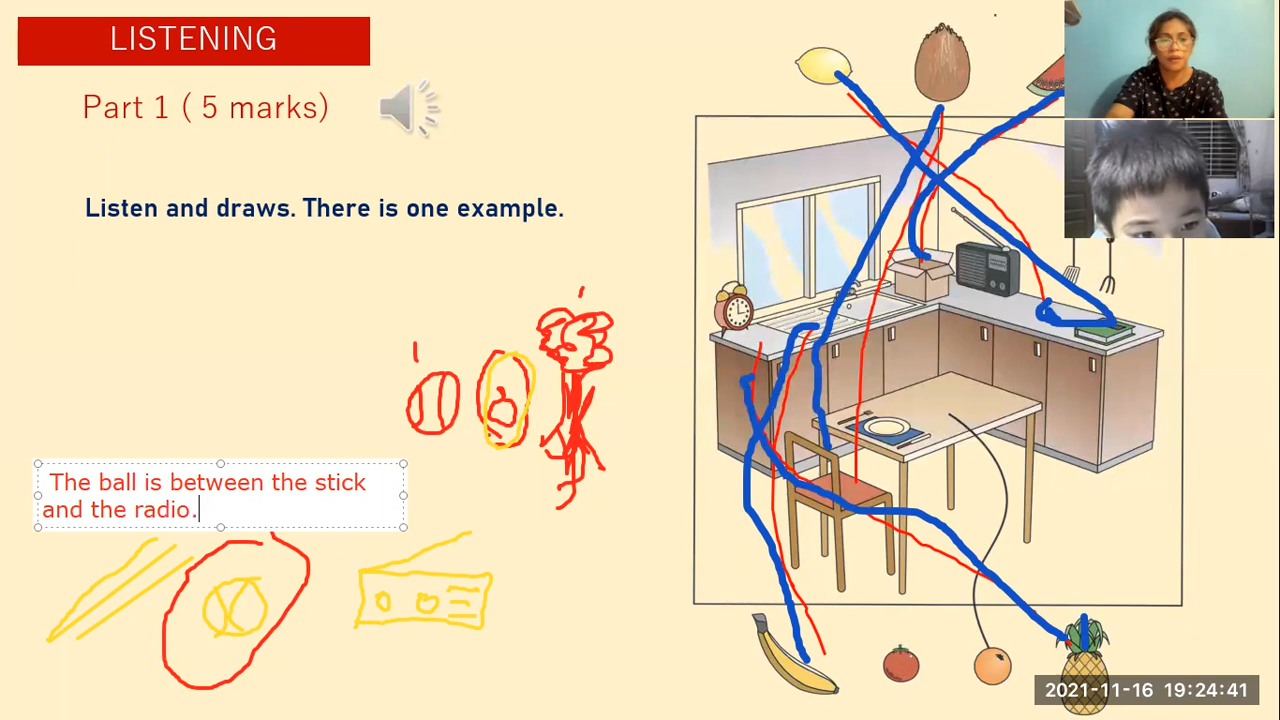 LISTENING
Part 1 ( 5 marks)
Listen and draws. There is one example.
The ball is between the stick
and the radio.
2021-11-16 19:24:41